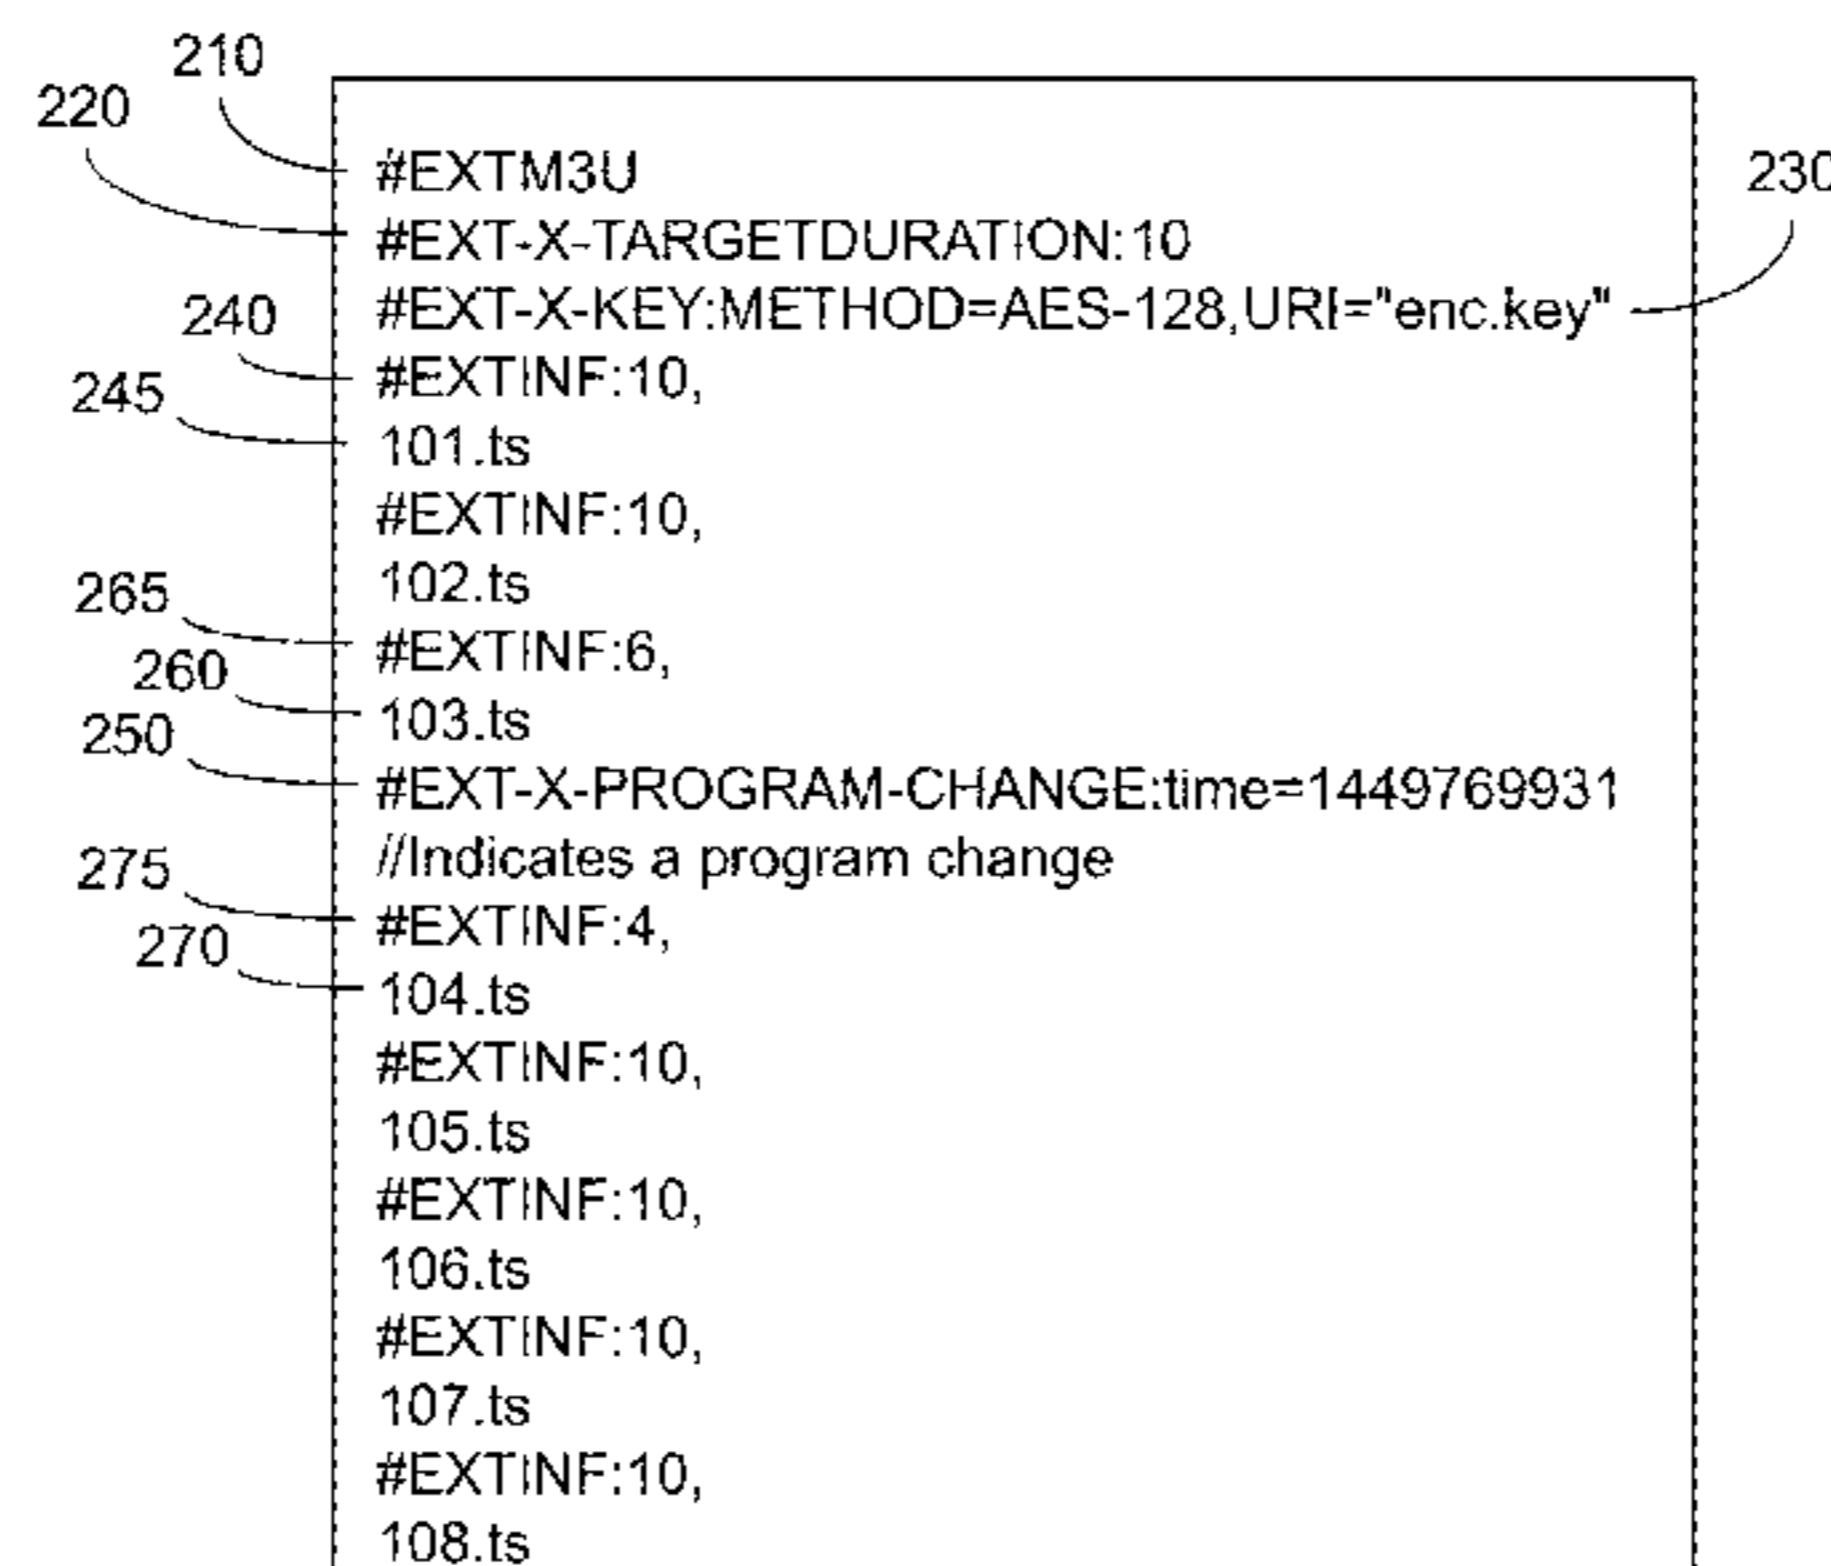 210
220
#EXTM3U
230
#EXT-X-TARGETDURATION:10
#EXT-X-KEY:METHOD=AES-128,URI="enc.key"
240
#EXTINF:10,
245
101.ts
#EXTINF:10,
102.ts
265
#EXTINF:6,
260
103.ts
250
#EXT-X-PROGRAM-CHANGE:time=1449769931
//Indicates a program change
275
#EXTINF:4,
270
104.ts
#EXTINF:10,
105.ts
#EXTINF:10,
106.ts
#EXTINF:10,
107.ts
#EXTINF:10,
108.ts